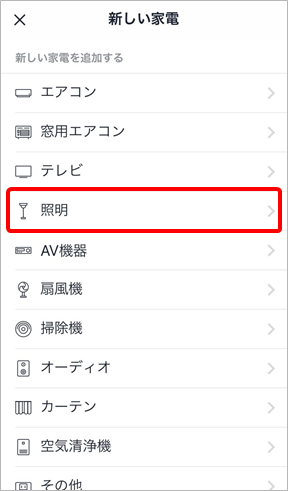 新しい家電
新しい家電を追加する
エアコン
窓用エアコン
テレビ
照明
AV機器
扇風機
掃除機
オーディオ
カーテン
空気清浄機
その他